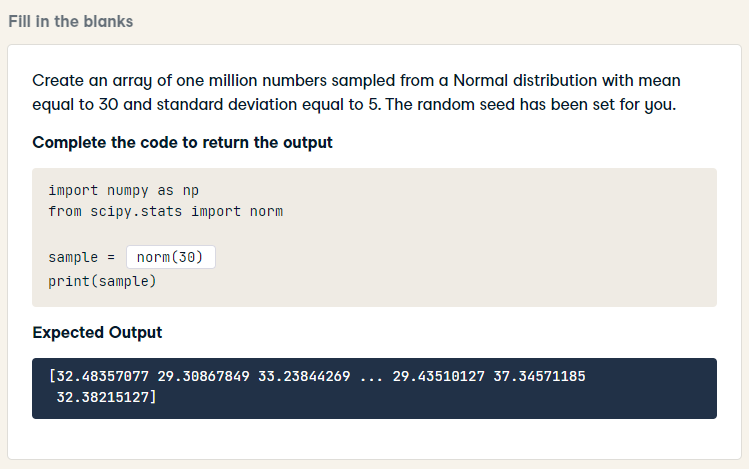 Fill in the blanks
Create an array of one million numbers sampled from a Normal distribution with mean
equal to 30 and standard deviation equal to 5. The random seed has been set for you.
Complete the code to return the output
import numpy as np
from scipy.stats import norm
sample = norm(30)
print(sample)
Expected Output
[32.48357077 29.30867849 33.23844269 ... 29.43510127 37.34571185
32.38215127]